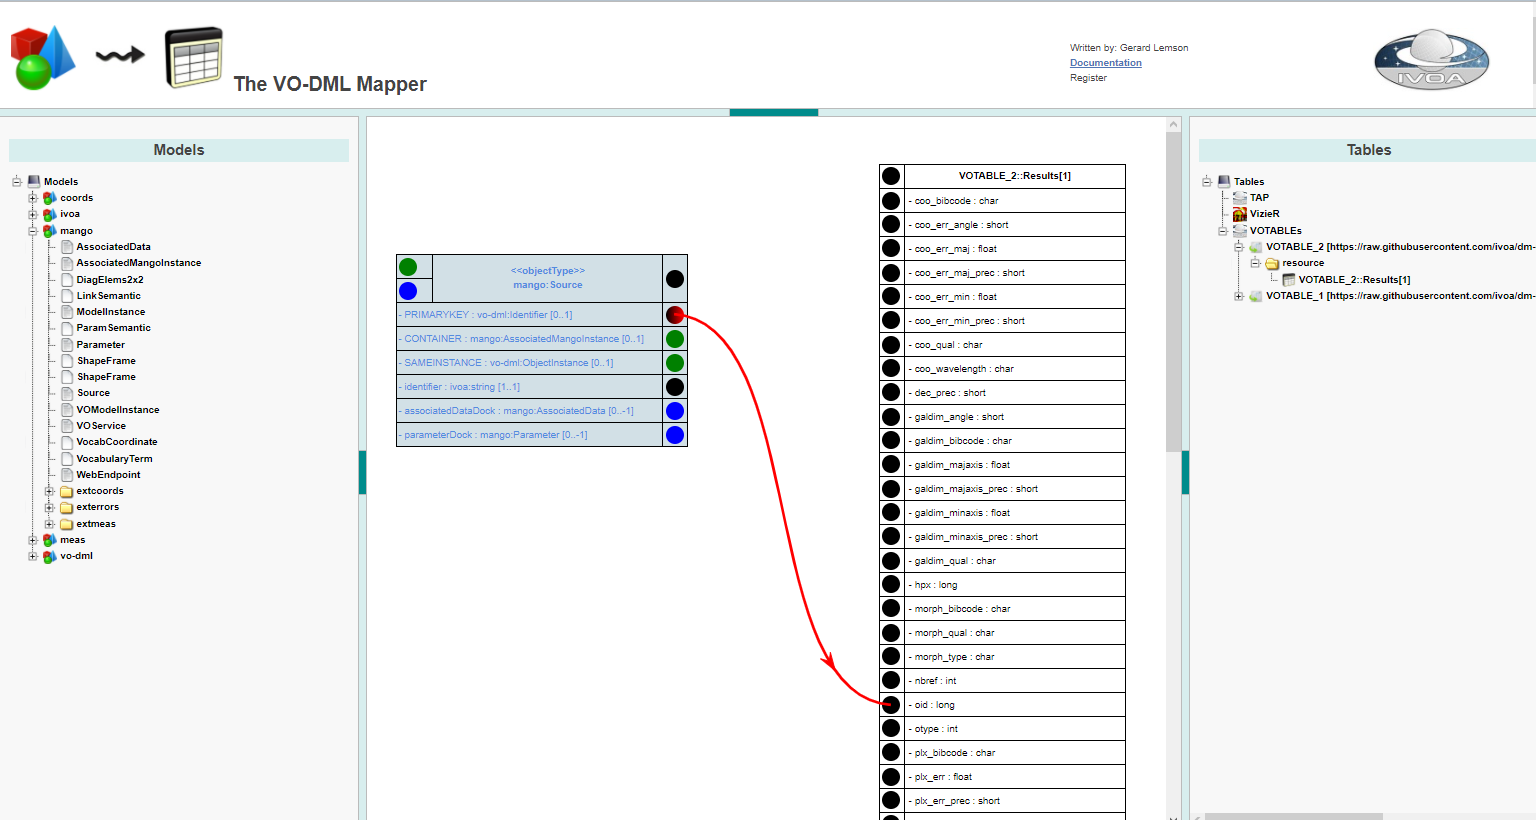 The VO-DML Mapper
Written by: Gerard Lemson
Documentation
Register
IVOA
Models
Models
coords
ivoa
mango
AssociatedData
AssociatedMangoInstance
DiagElems2x2
LinkSemantic
ModelInstance
ParamSemantic
Parameter
ShapeFrame
ShapeFrame
Source
VOModelInstance
VOService
VocabCoordinate
VocabularyTerm
WebEndpoint
extcoords
exterrors
extmeas
meas
vo-dml
<<objectType>>
mango:Source
- PRIMARYKEY : vo-dml:Identifier [0..1]
- CONTAINER : mango:AssociatedMangoInstance [0..1]
- SAMEINSTANCE : vo-dml:ObjectInstance [0..1]
- identifier : ivoa:string [1..1]
- associatedDataDock : mango:AssociatedData [0..-1]
- parameterDock : mango:Parameter [0..-1]
VOTABLE_2::Results[1]
- coo_bibcode : char
- coo_err_angle : short
- coo_err_maj : float
- coo_err_maj_prec : short
- coo_err_min : float
- coo_err_min_prec : short
- coo_qual : char
- coo_wavelength : char
- dec_prec : short
- galdim_angle : short
- galdim_bibcode : char
- galdim_majaxis : float
- galdim_majaxis_prec : short
- galdim_minaxis : float
- galdim_minaxis_prec : short
- galdim_qual : char
- hpx : long
- morph_bibcode : char
- morph_qual : char
- morph_type : char
- nbref : int
- oid : long
- otype : int
- plx_bibcode : char
- plx_err : float
- plx_err_prec : short
Tables
Tables
TAP
VizieR
VOTABLEs
VOTABLE_2 [https://raw.githubusercontent.com/ivoa/dm-
resource
VOTABLE_2::Results[1]
VOTABLE_1 [https://raw.githubusercontent.com/ivoa/dm-